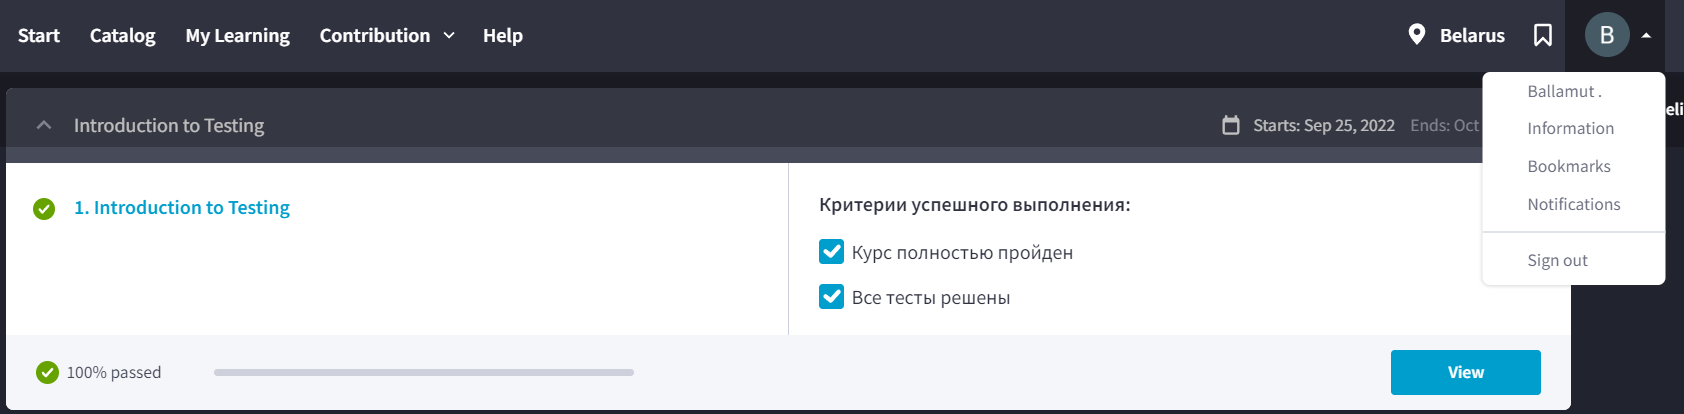 Start Catalog My Learning Contribution Help Belarus B
Ballamut .
Information
Bookmarks
Notifications
Sign out
Introduction to Testing Starts: Sep 25, 2022 Ends: Oct
1. Introduction to Testing
Критерии успешного выполнения:
Курс полностью пройден
Все тесты решены
100% passed View